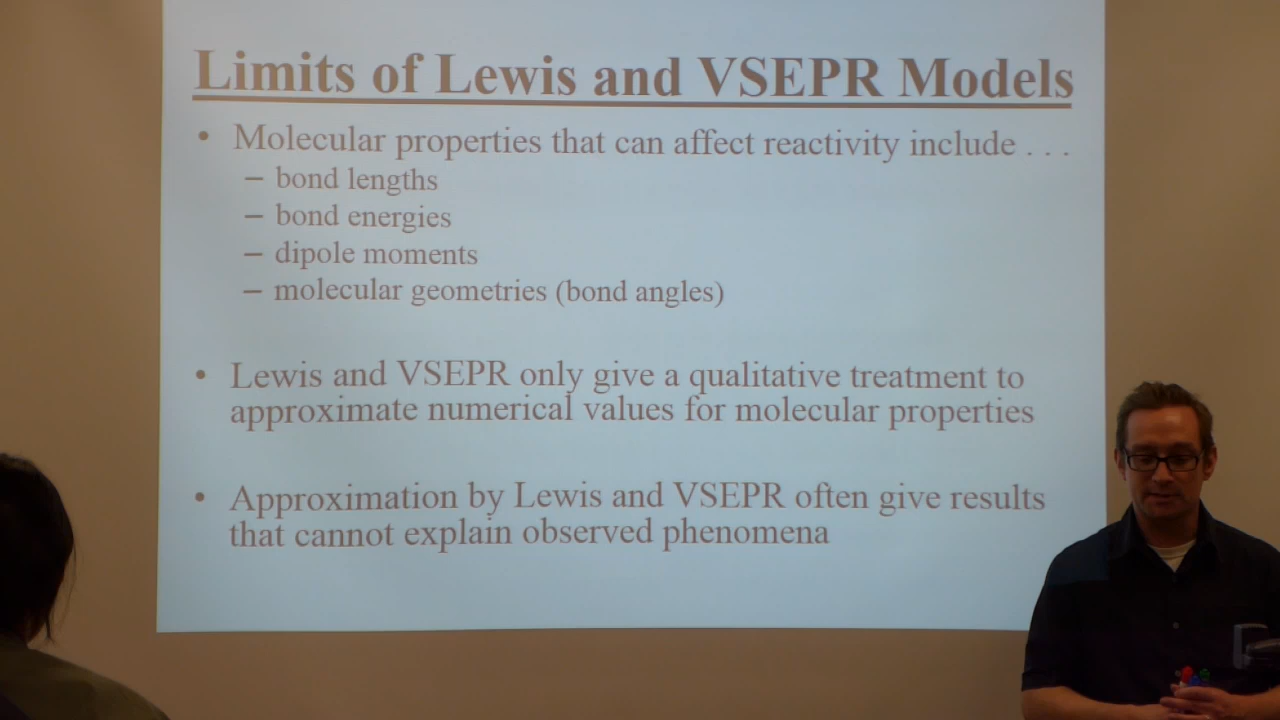 Limits of Lewis and VSEPR Models
• Molecular properties that can affect reactivity include . . .
– bond lengths
– bond energies
– dipole moments
– molecular geometries (bond angles)
• Lewis and VSEPR only give a qualitative treatment to
approximate numerical values for molecular properties
• Approximation by Lewis and VSEPR often give results
that cannot explain observed phenomena